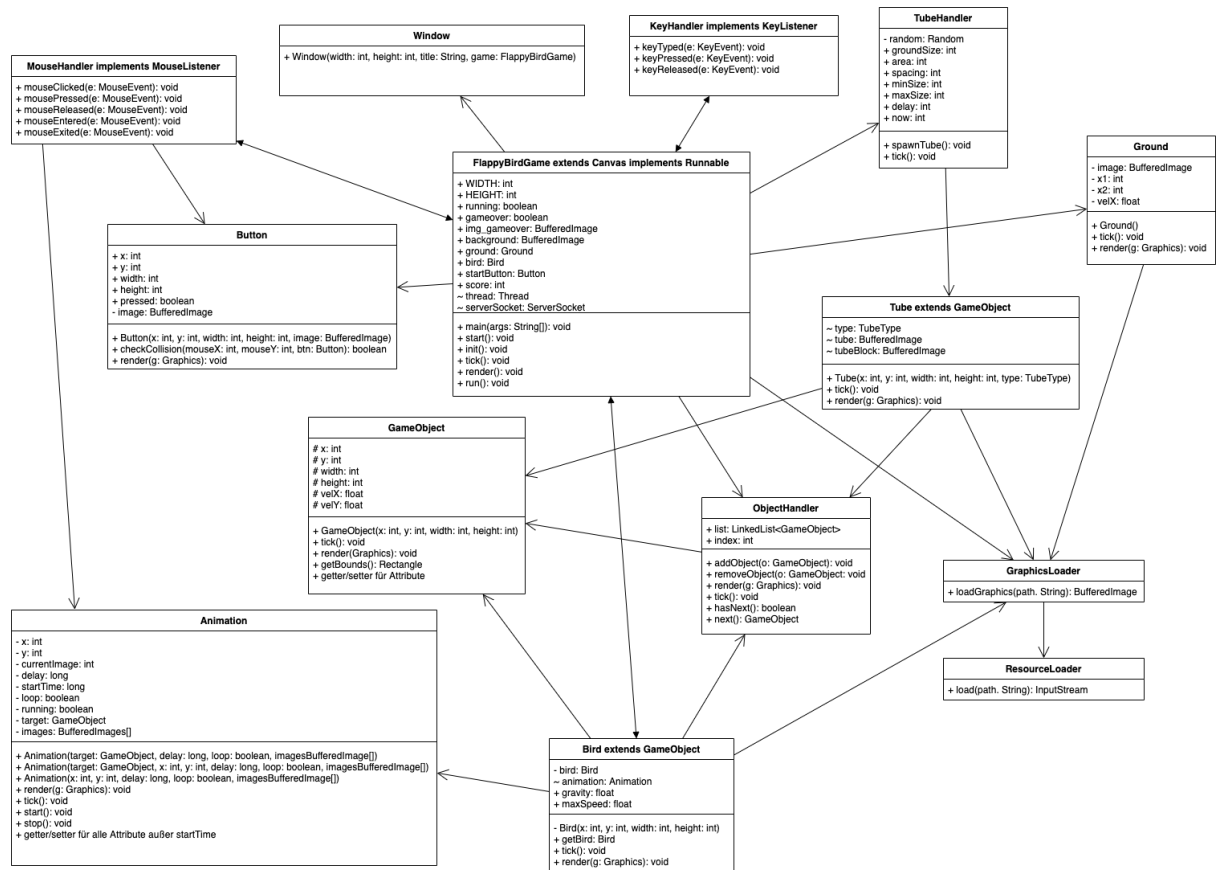 Window
+ Window(width: int, height: int, title: String, game: FlappyBirdGame)
KeyHandler implements KeyListener
+ keyTyped(e: KeyEvent): void
+ keyPressed(e: KeyEvent): void
+ keyReleased(e: KeyEvent): void
TubeHandler
- random: Random
+ groundSize: int
+ area: int
+ spacing: int
+ minSize: int
+ maxSize: int
+ delay: int
+ now: int
+ spawnTube(): void
+ tick(): void
MouseHandler implements MouseListener
+ mouseClicked(e: MouseEvent): void
+ mousePressed(e: MouseEvent): void
+ mouseReleased(e: MouseEvent): void
+ mouseEntered(e: MouseEvent): void
+ mouseExited(e: MouseEvent): void
FlappyBirdGame extends Canvas implements Runnable
+ WIDTH: int
+ HEIGHT: int
+ running: boolean
+ gameover: boolean
+ img_gameover: BufferedImage
+ background: BufferedImage
+ ground: Ground
+ bird: Bird
+ startButton: Button
+ score: int
~ thread: Thread
~ serverSocket: ServerSocket
+ main(args: String[]): void
+ start(): void
+ init(): void
+ tick(): void
+ render(): void
+ run(): void
Ground
- image: BufferedImage
- x1: int
- x2: int
- velX: float
+ Ground()
+ tick(): void
+ render(g: Graphics): void
Button
+ x: int
+ y: int
+ width: int
+ height: int
+ pressed: boolean
- image: BufferedImage
+ Button(x: int, y: int, width: int, height: int, image: BufferedImage)
+ checkCollision(mouseX: int, mouseY: int, btn: Button): boolean
+ render(g: Graphics): void
Tube extends GameObject
~ type: TubeType
~ tube: BufferedImage
~ tubeBlock: BufferedImage
+ Tube(x: int, y: int, width: int, height: int, type: TubeType)
+ tick(): void
+ render(g: Graphics): void
GameObject
# x: int
# y: int
# width: int
# height: int
# velX: float
# velY: float
+ GameObject(x: int, y: int, width: int, height: int)
+ tick(): void
+ render(Graphics): void
+ getBounds(): Rectangle
+ getter/setter für Attribute
ObjectHandler
+ list: LinkedList<GameObject>
+ index: int
+ addObject(o: GameObject): void
+ removeObject(o: GameObject: void
+ render(g: Graphics): void
+ tick(): void
+ hasNext(): boolean
+ next(): GameObject
GraphicsLoader
+ loadGraphics(path. String): BufferedImage
ResourceLoader
+ load(path. String): InputStream
Animation
- x: int
- y: int
- currentImage: int
- delay: long
- startTime: long
- loop: boolean
- running: boolean
- target: GameObject
- images: BufferedImages[]
+ Animation(target: GameObject, delay: long, loop: boolean, imagesBufferedImage[])
+ Animation(target: GameObject, x: int, y: int, delay: long, loop: boolean, imagesBufferedImage[])
+ Animation(x: int, y: int, delay: long, loop: boolean, imagesBufferedImage[])
+ render(g: Graphics): void
+ tick(): void
+ start(): void
+ stop(): void
+ getter/setter für alle Attribute außer startTime
Bird extends GameObject
- bird: Bird
~ animation: Animation
+ gravity: float
+ maxSpeed: float
- Bird(x: int, y: int, width: int, height: int)
+ getBird: Bird
+ tick(): void
+ render(g: Graphics): void